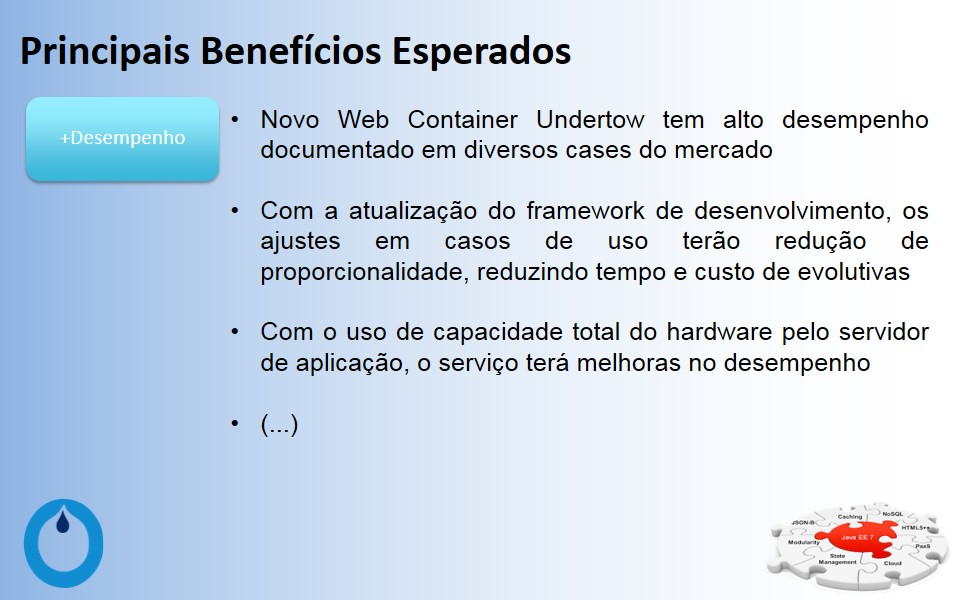 Principais Benefícios Esperados
+Desempenho
• Novo Web Container Undertow tem alto desempenho
documentado em diversos cases do mercado
• Com a atualização do framework de desenvolvimento, os
ajustes em casos de uso terão redução de
proporcionalidade, reduzindo tempo e custo de evolutivas
• Com o uso de capacidade total do hardware pelo servidor
de aplicação, o serviço terá melhoras no desempenho
• (...)
Caching
NoSQL
JSON-B
HTML5++
Java EE 7
Modularity
PaaS
State
Management
Cloud